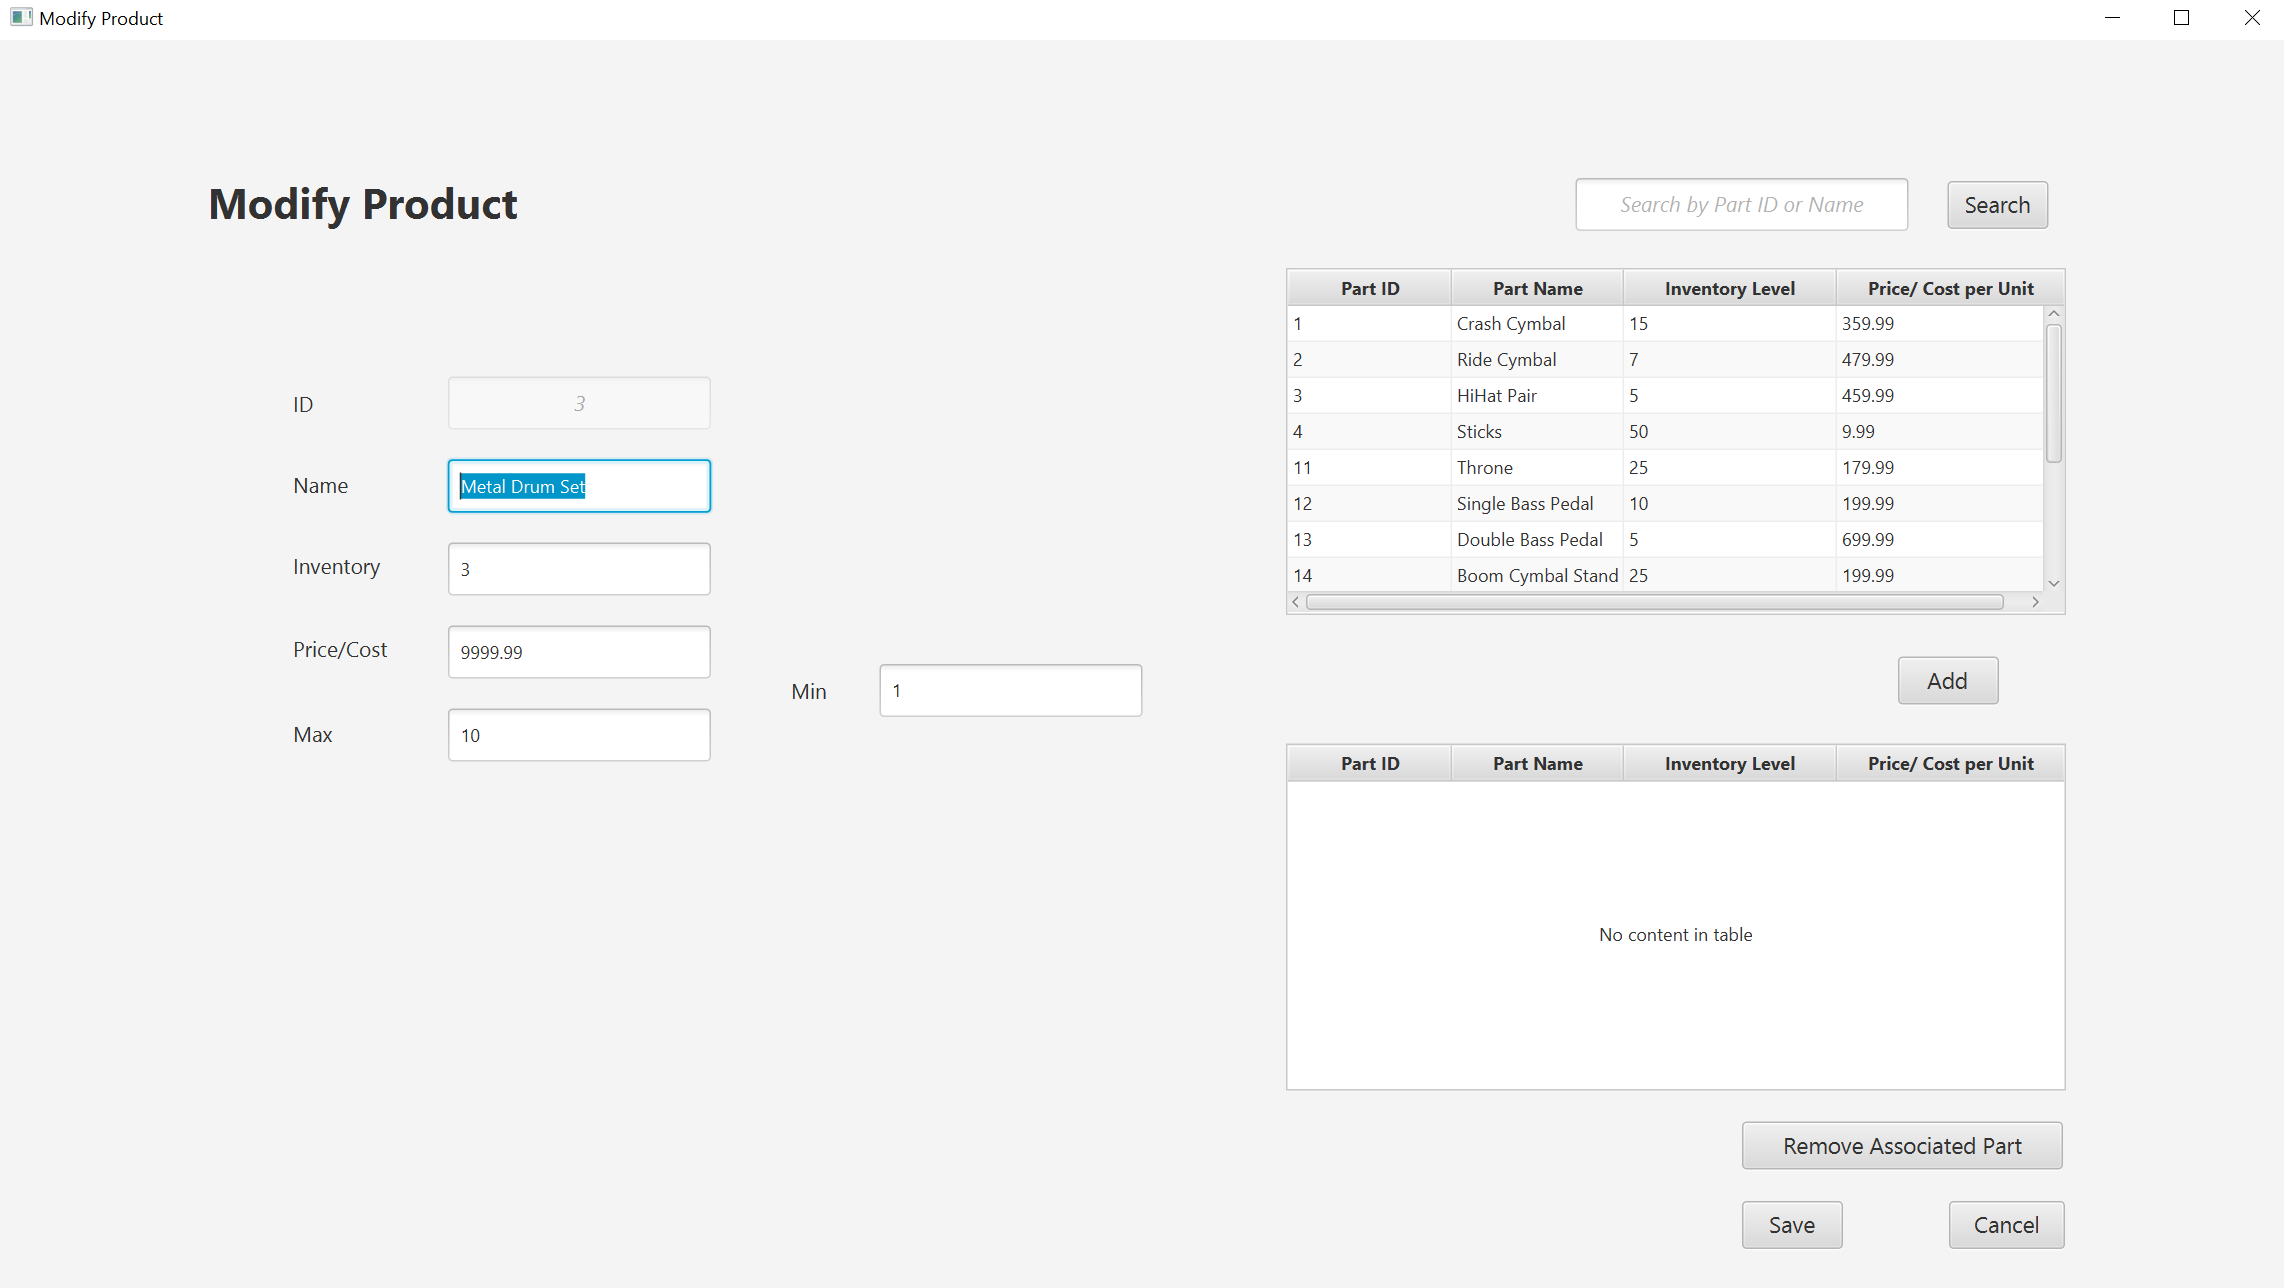 Modify Product
Modify Product
Search by Part ID or Name Search
Part ID Part Name Inventory Level Price/ Cost per Unit
1 Crash Cymbal 15 359.99
2 Ride Cymbal 7 479.99
3 HiHat Pair 5 459.99
4 Sticks 50 9.99
11 Throne 25 179.99
12 Single Bass Pedal 10 199.99
13 Double Bass Pedal 5 699.99
14 Boom Cymbal Stand 25 199.99
ID 3
Name Metal Drum Set
Inventory 3
Price/Cost 9999.99
Max 10
Min 1
Add
Part ID Part Name Inventory Level Price/ Cost per Unit
No content in table
Remove Associated Part
Save Cancel